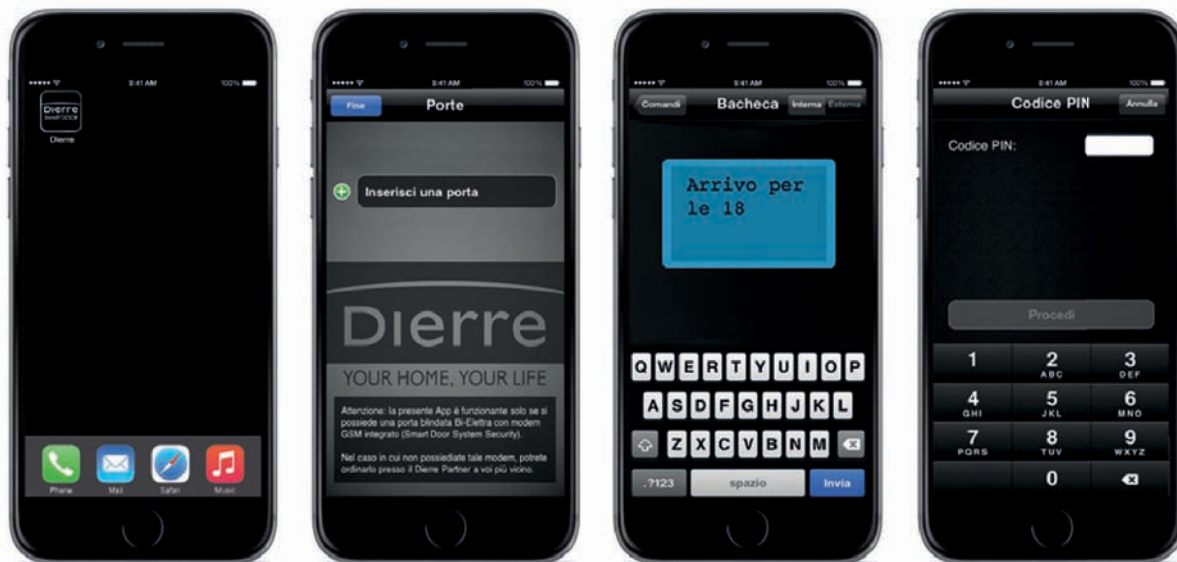 9:41 AM 100%
Dierre
SMART DOOR
Dierre
Phone Mail Safari Music
9:41 AM 100%
Fine Porte
Inserisci una porta
Dierre
YOUR HOME, YOUR LIFE
Attenzione: la presente App è funzionante solo se si
possiede una porta blindata Bi-Elettra con modem
GSM integrato (Smart Door System Security).
Nel caso in cui non possediate tale modem, potrete
ordinarlo presso il Dierre Partner a voi più vicino.
9:41 AM 100%
Comandi Bacheca Interna Esterna
Arrivo per
le 18
Q W E R T Y U I O P
A S D F G H J K L
Z X C V B N M
.?123 spazio Invia
9:41 AM 100%
Codice PIN Annulla
Codice PIN:
Procedi
1 2 3
ABC DEF
4 5 6
GHI JKL MNO
7 8 9
PQRS TUV WXYZ
0